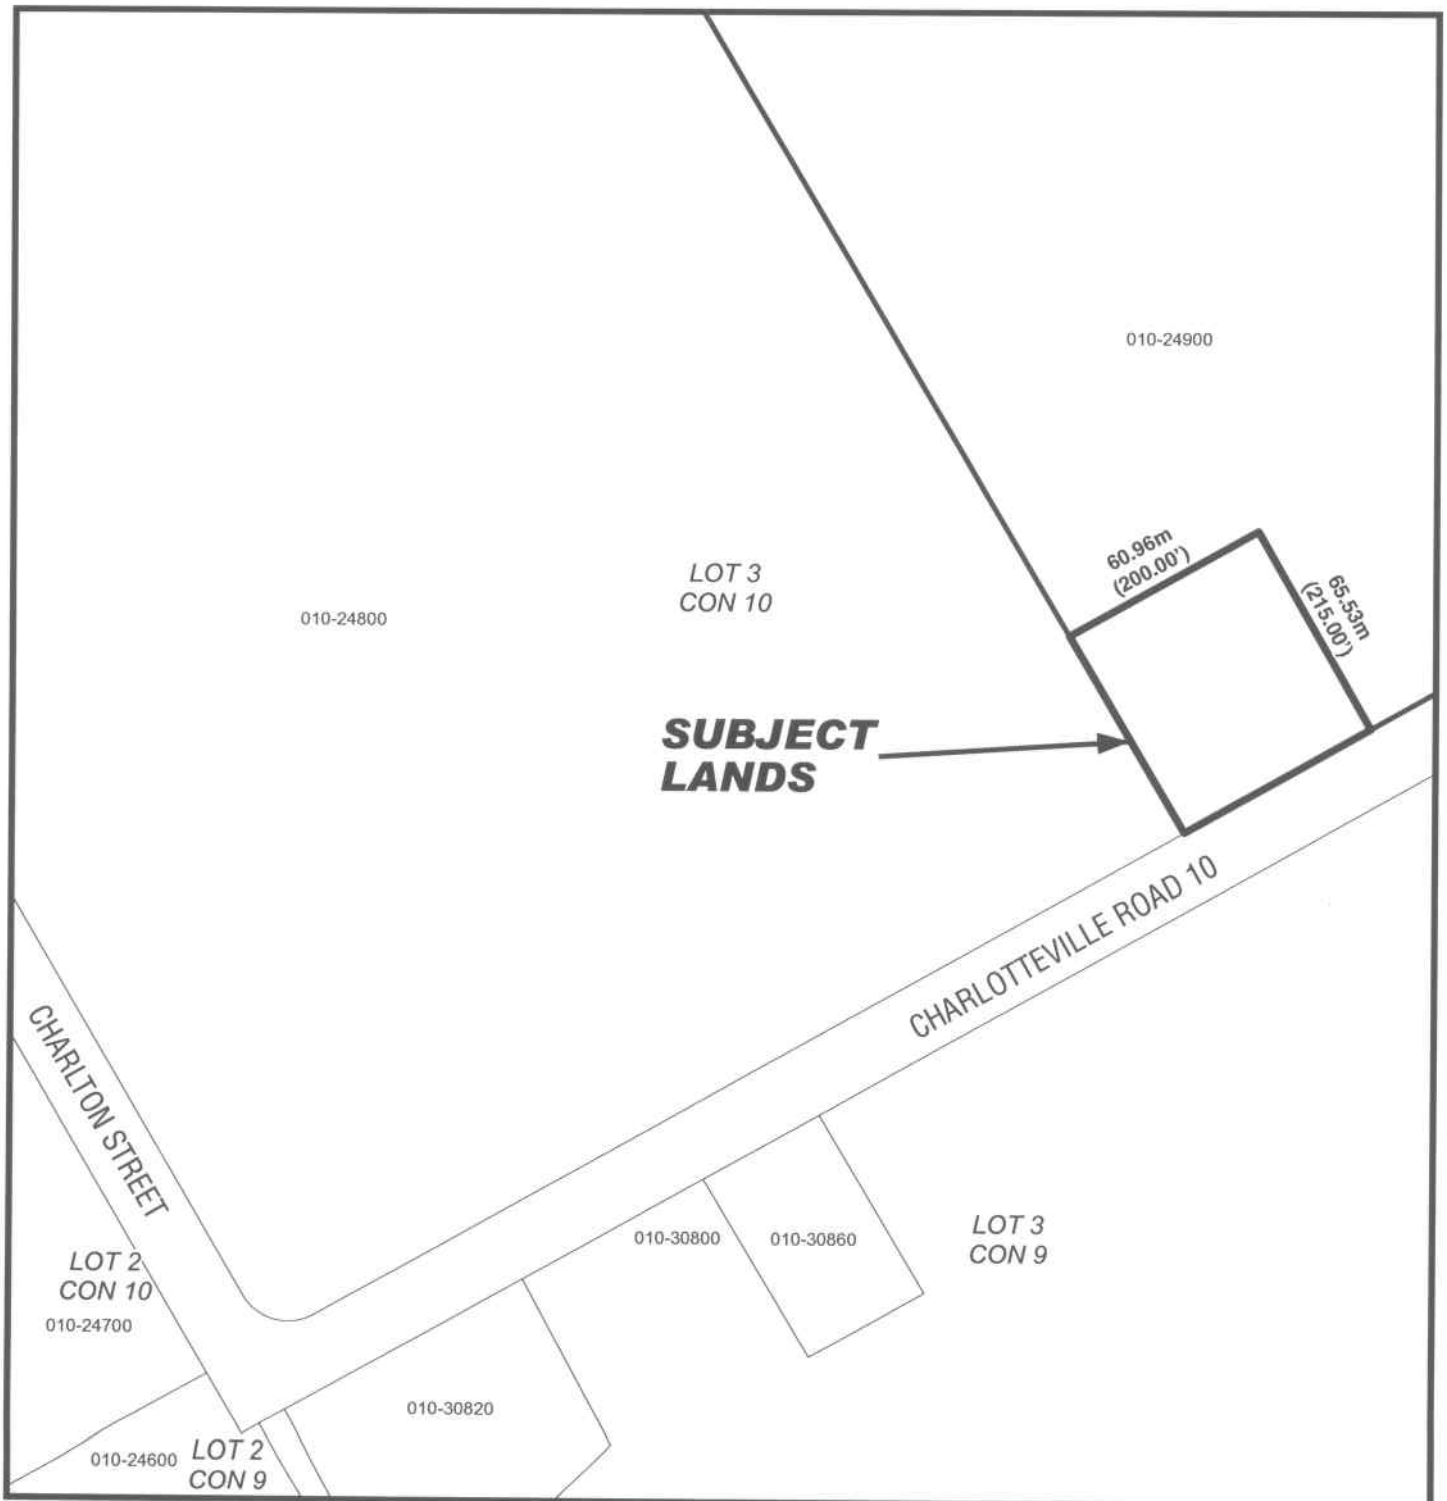 010-24900
60.96m
(200.00')
65.53m
(215.00')
LOT 3
CON 10
010-24800
SUBJECT
LANDS
CHARLOTTEVILLE ROAD 10
CHARLTON STREET
LOT 2
CON 10
010-24700
010-30800
010-30860
LOT 3
CON 9
010-30820
010-24600
LOT 2
CON 9